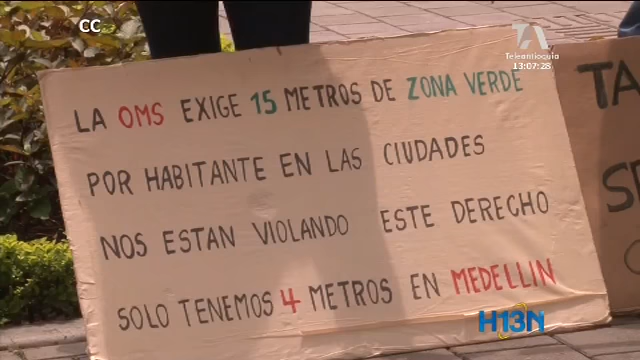 CC
Teleantioquia
13:07:28
LA OMS EXIGE 15 METROS DE ZONA VERDE
POR HABITANTE EN LAS CIUDADES
NOS ESTAN VIOLANDO ESTE DERECHO
SOLO TENEMOS 4 METROS EN MEDELLIN
TA
S
H13N